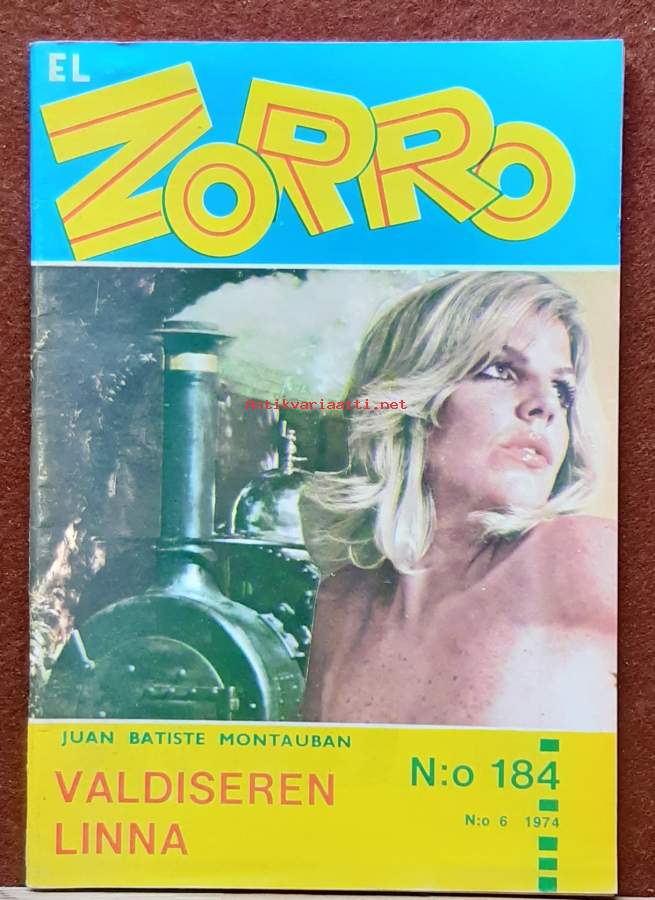 EL
ZORRO
antikvariaatti.net
JUAN BATISTE MONTAUBAN
VALDISEREN
LINNA
N:o 184
N:o 6 1974